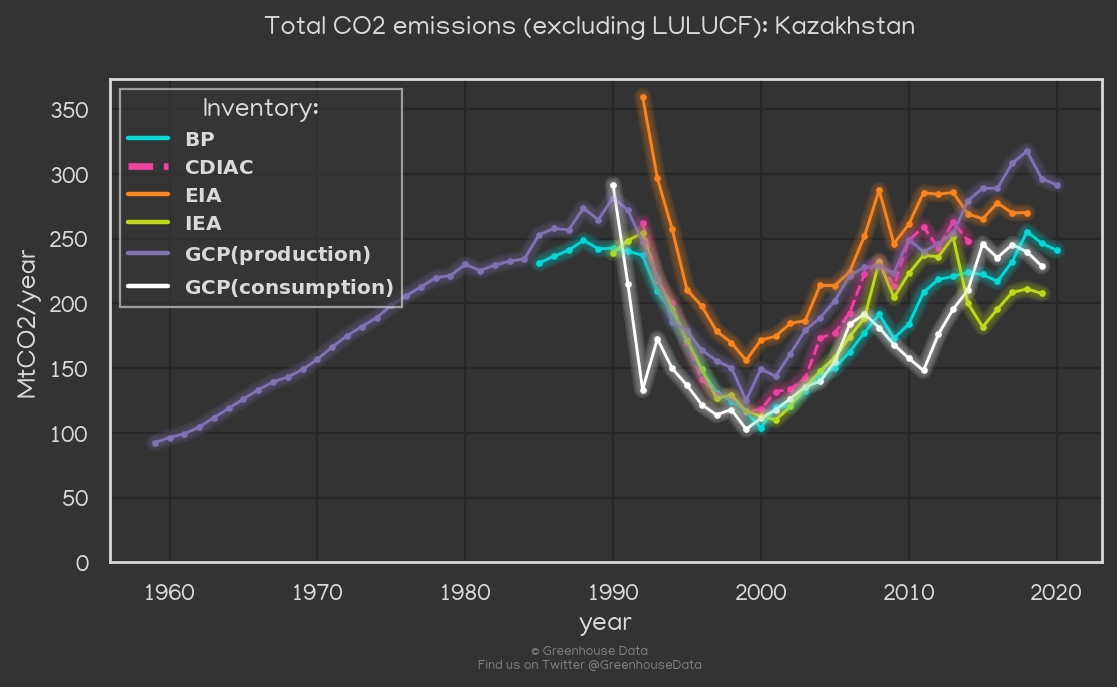 Total CO2 emissions (excluding LULUCF): Kazakhstan
Inventory:
BP
CDIAC
EIA
IEA
GCP(production)
GCP(consumption)
MtCO2/year
350
300
250
200
150
100
50
0
1960 1970 1980 1990 2000 2010 2020
year
© Greenhouse Data
Find us on Twitter @GreenhouseData